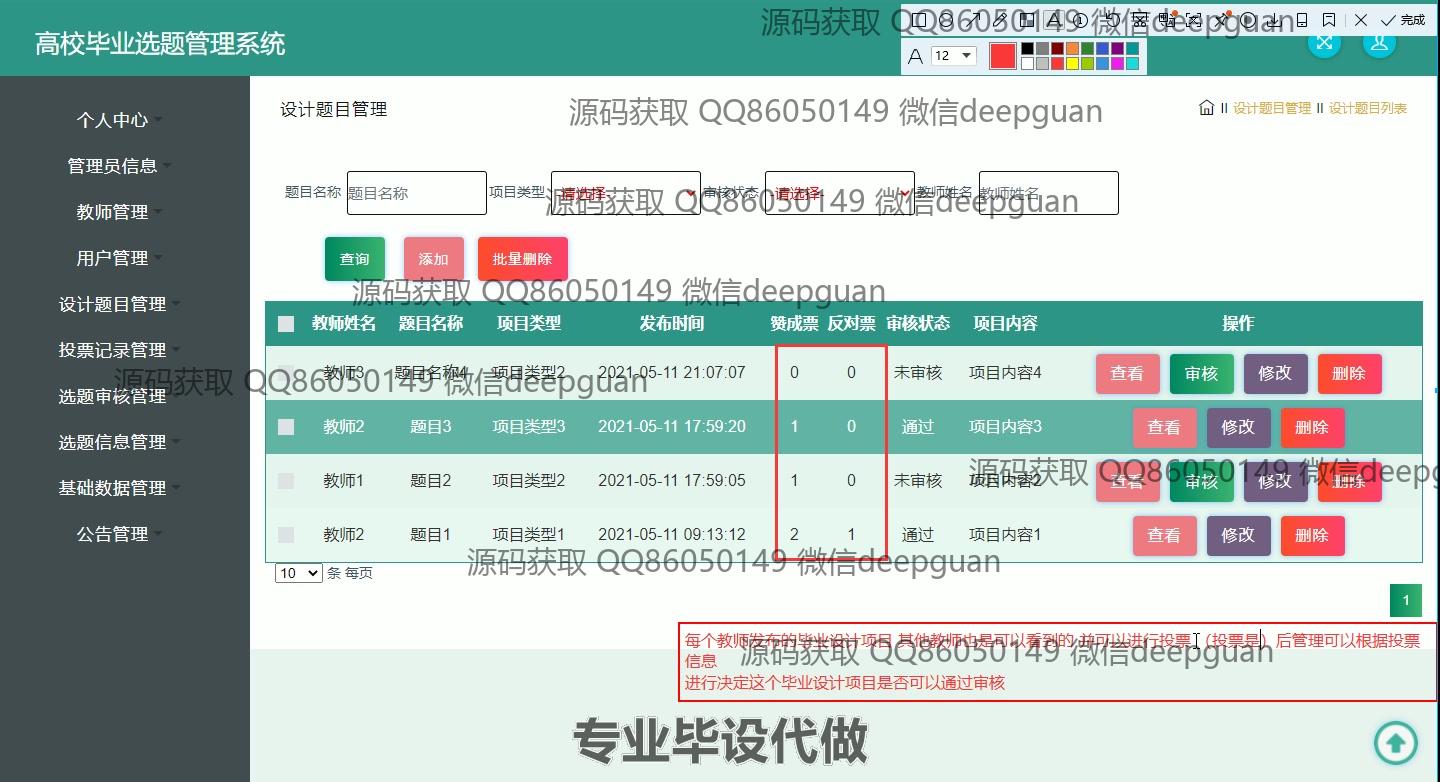 源码获取 QQ86050149 微信deepguan
完成
高校毕业选题管理系统
A 12
个人中心
管理员信息
教师管理
用户管理
设计题目管理
投票记录管理
选题审核管理
选题信息管理
基础数据管理
公告管理
设计题目管理
源码获取 QQ86050149 微信deepguan
设计题目管理 设计题目列表
题目名称 题目名称 项目类型 -请选择- 审核状态 -请选择- 教师姓名 教师姓名
源码获取 QQ86050149 微信deepguan
查询 添加 批量删除
源码获取 QQ86050149 微信deepguan
教师姓名 题目名称 项目类型 发布时间 赞成票 反对票 审核状态 项目内容 操作
教师3 题目名称4 项目类型2 2021-05-11 21:07:07 0 0 未审核 项目内容4 查看 审核 修改 删除
源码获取 QQ86050149 微信deepguan
教师2 题目3 项目类型3 2021-05-11 17:59:20 1 0 通过 项目内容3 查看 修改 删除
教师1 题目2 项目类型2 2021-05-11 17:59:05 1 0 未审核 项目内容2 查看 审核 修改 删除
源码获取 QQ86050149 微信deepg
教师2 题目1 项目类型1 2021-05-11 09:13:12 2 1 通过 项目内容1 查看 修改 删除
源码获取 QQ86050149 微信deepguan
10 条 每页
1
每个教师发布的毕业设计项目 其他教师也是可以看到的 并可以进行投票 （投票是）后管理可以根据投票
信息
进行决定这个毕业设计项目是否可以通过审核
源码获取 QQ86050149 微信deepguan
专业毕设代做